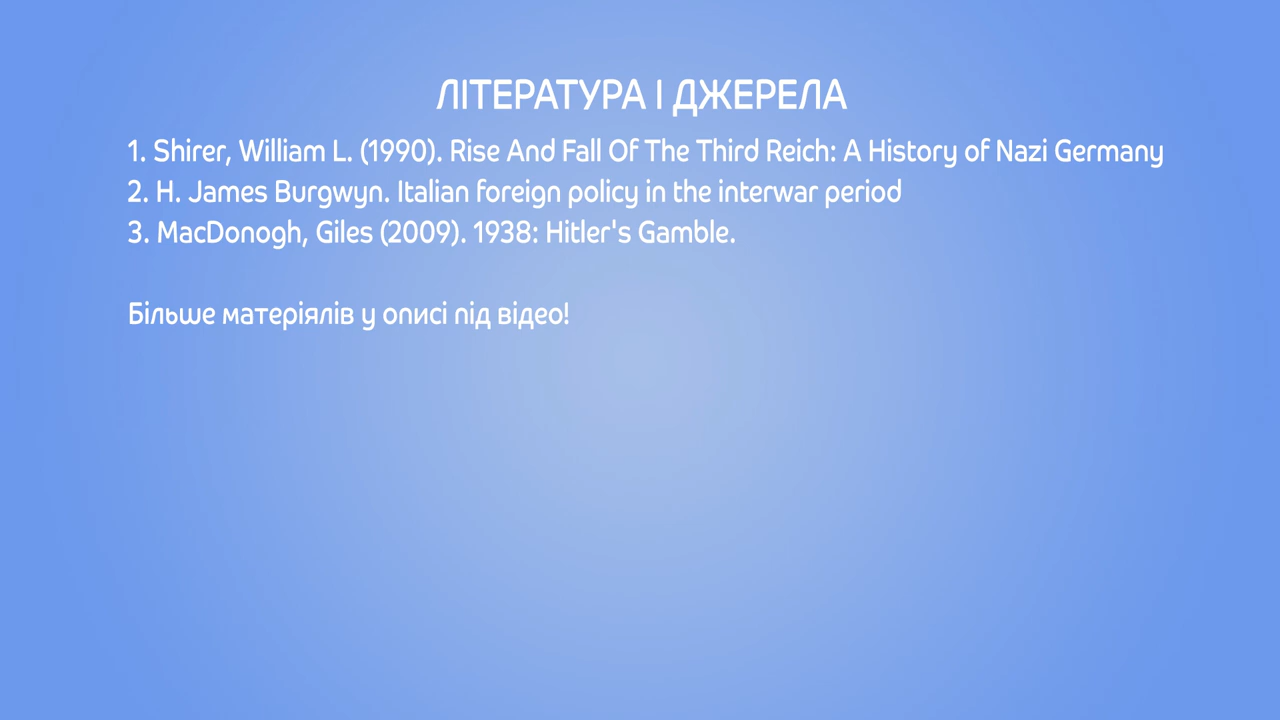 ЛІТЕРАТУРА І ДЖЕРЕЛА
1. Shirer, William L. (1990). Rise And Fall Of The Third Reich: A History of Nazi Germany
2. H. James Burgwyn. Italian foreign policy in the interwar period
3. MacDonogh, Giles (2009). 1938: Hitler's Gamble.
Більше матеріялів у описі під відео!